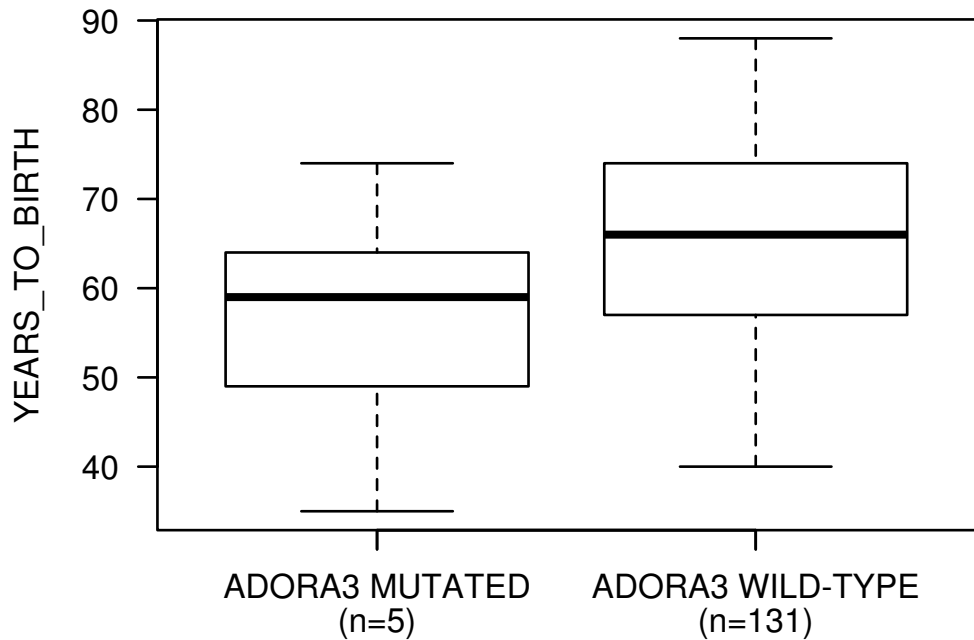 YEARS_TO_BIRTH
90
80
70
60
50
40
ADORA3 MUTATED
(n=5)
ADORA3 WILD-TYPE
(n=131)